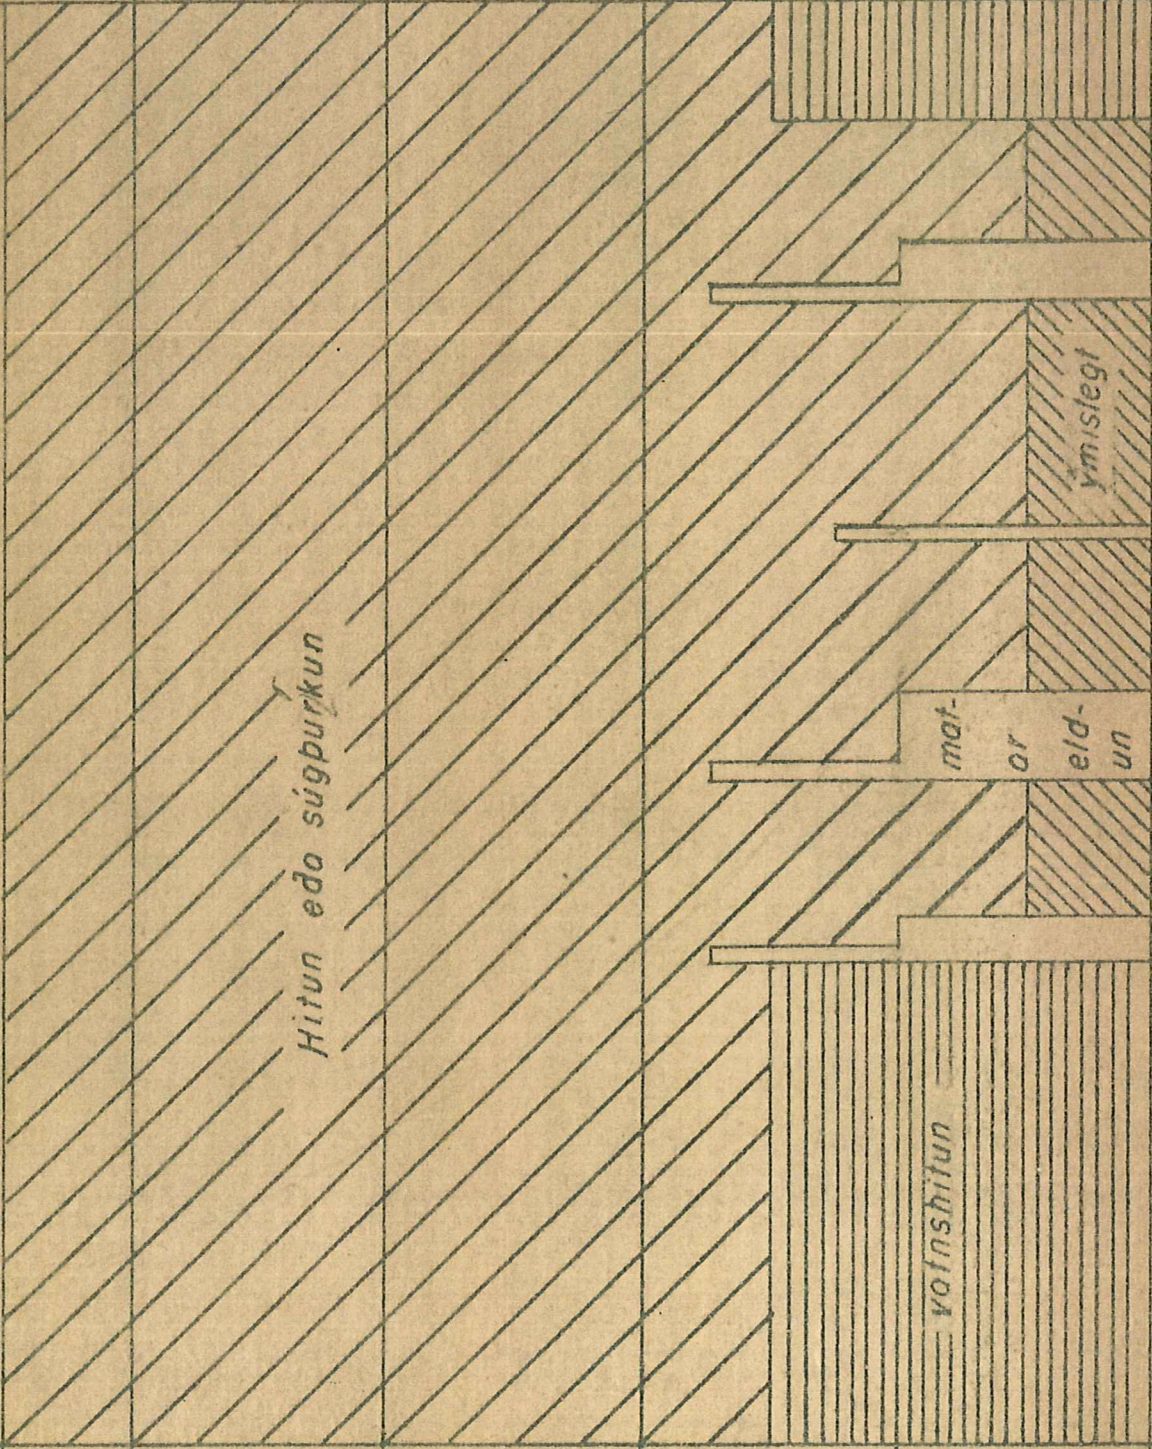 Hitun eða súgþurkun
ýmislegt
mat-
ar
eld-
un
vatnshitun